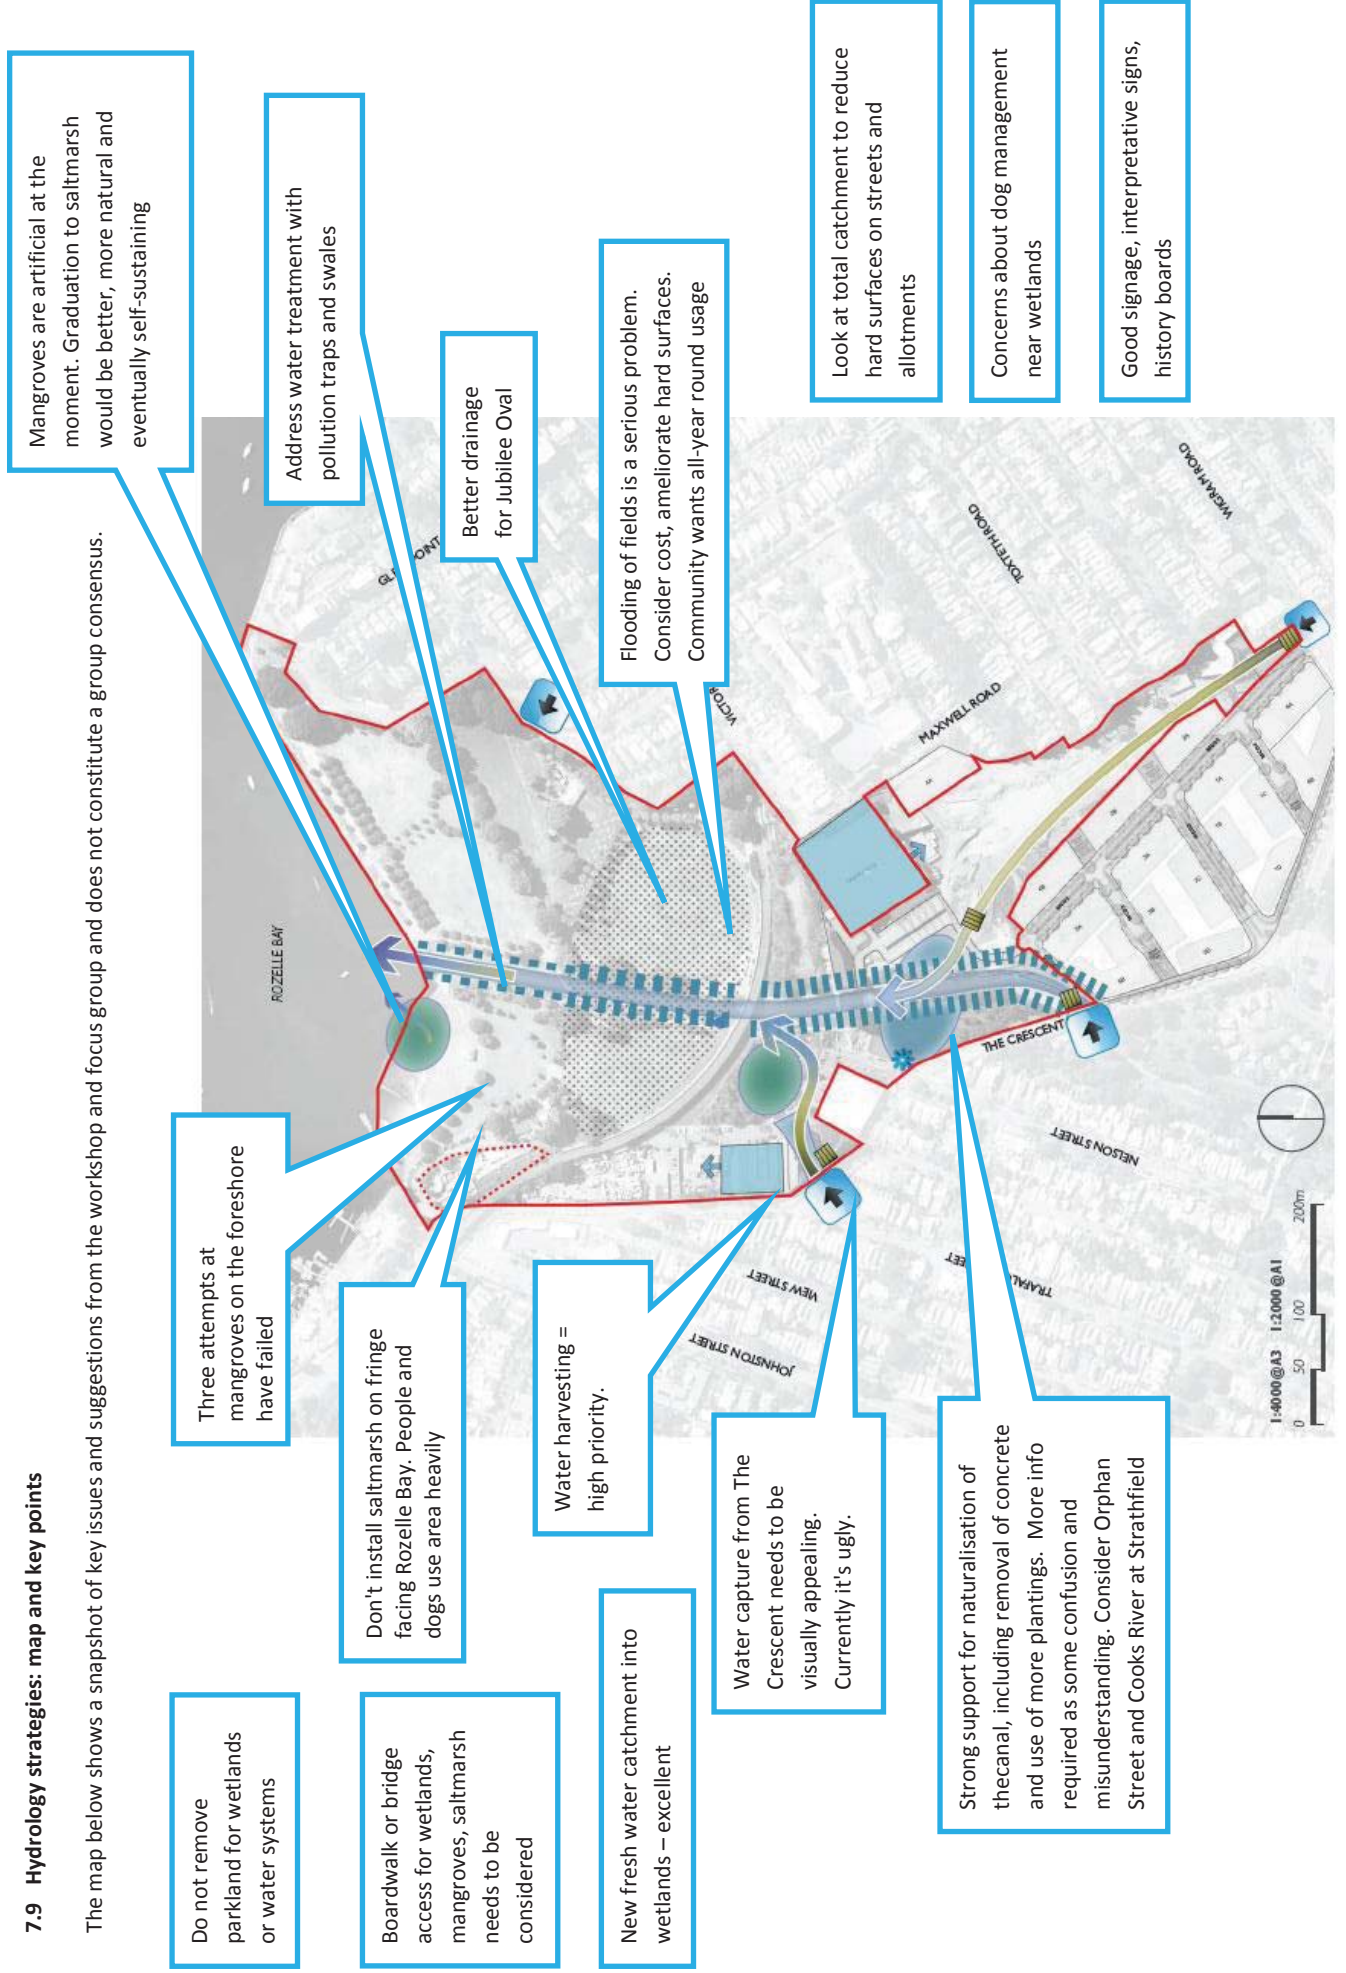 7.9 Hydrology strategies: map and key points
The map below shows a snapshot of key issues and suggestions from the workshop and focus group and does not constitute a group consensus.
Do not remove
parkland for wetlands
or water systems
Boardwalk or bridge
access for wetlands,
mangroves, saltmarsh
needs to be
considered
New fresh water catchment into
wetlands – excellent
Three attempts at
mangroves on the foreshore
have failed
Don't install saltmarsh on fringe
facing Rozelle Bay. People and
dogs use area heavily
Water harvesting =
high priority.
Water capture from The
Crescent needs to be
visually appealing.
Currently it's ugly.
Strong support for naturalisation of
thecanal, including removal of concrete
and use of more plantings. More info
required as some confusion and
misunderstanding. Consider Orphan
Street and Cooks River at Strathfield
Mangroves are artificial at the
moment. Graduation to saltmarsh
would be better, more natural and
eventually self-sustaining
Address water treatment with
pollution traps and swales
Better drainage
for Jubilee Oval
Flooding of fields is a serious problem.
Consider cost, ameliorate hard surfaces.
Community wants all-year round usage
Look at total catchment to reduce
hard surfaces on streets and
allotments
Concerns about dog management
near wetlands
Good signage, interpretative signs,
history boards
ROZELLE BAY
GLE OINT
VICTOR
MAXWELL ROAD
TOXTETH ROAD
WIGRAM ROAD
THE CRESCENT
NELSON STREET
TRAFAL EET
VIEW STREET
JOHNSTON STREET
1:4000@A3 1:2000@A1
0 50 100 200m